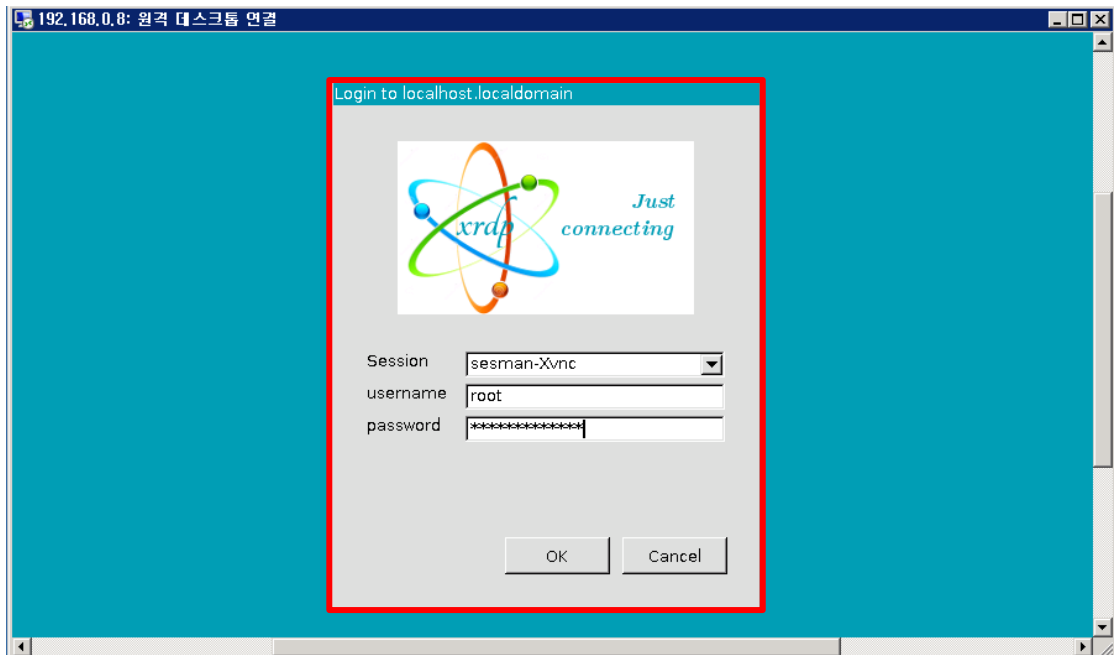 192.168.0.8: 원격 데스크톱 연결
Login to localhost.localdomain
xrdp
Just
connecting
Session sesman-Xvnc
username root
password *************
OK Cancel